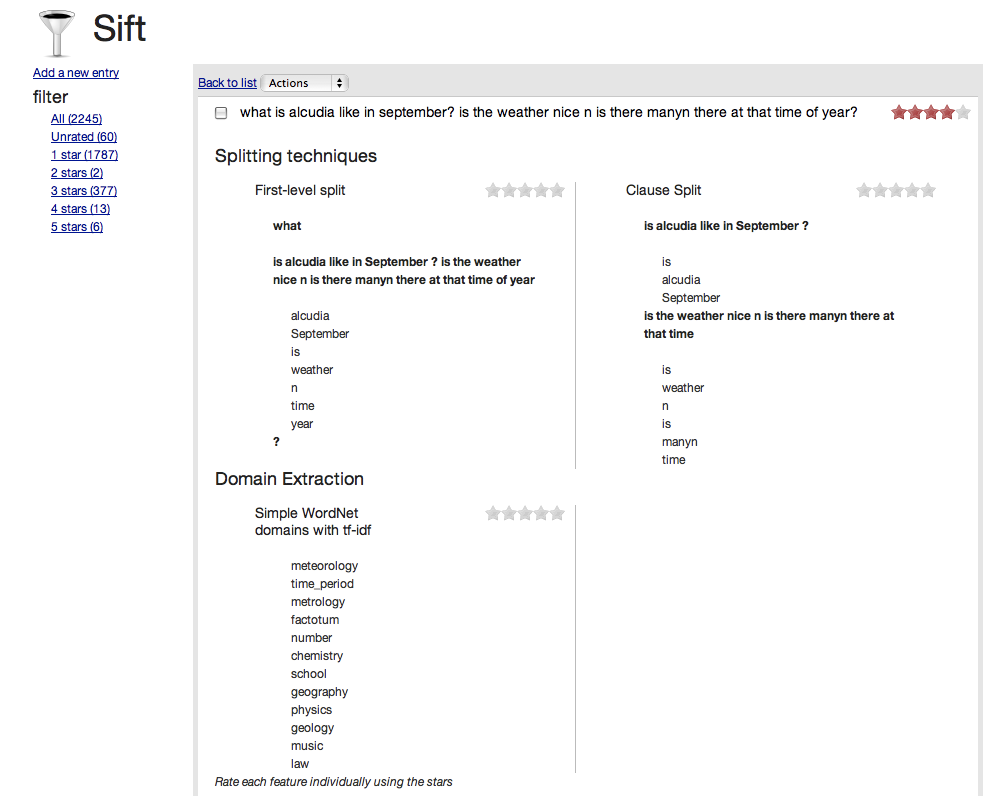 Sift
Add a new entry
filter
All (2245)
Unrated (60)
1 star (1787)
2 stars (2)
3 stars (377)
4 stars (13)
5 stars (6)
Back to list Actions
what is alcudia like in september? is the weather nice n is there manyn there at that time of year?
Splitting techniques
First-level split
what
is alcudia like in September ? is the weather
nice n is there manyn there at that time of year
alcudia
September
is
weather
n
time
year
?
Clause Split
is alcudia like in September ?
is
alcudia
September
is the weather nice n is there manyn there at
that time
is
weather
n
is
manyn
time
Domain Extraction
Simple WordNet
domains with tf-idf
meteorology
time_period
metrology
factotum
number
chemistry
school
geography
physics
geology
music
law
Rate each feature individually using the stars